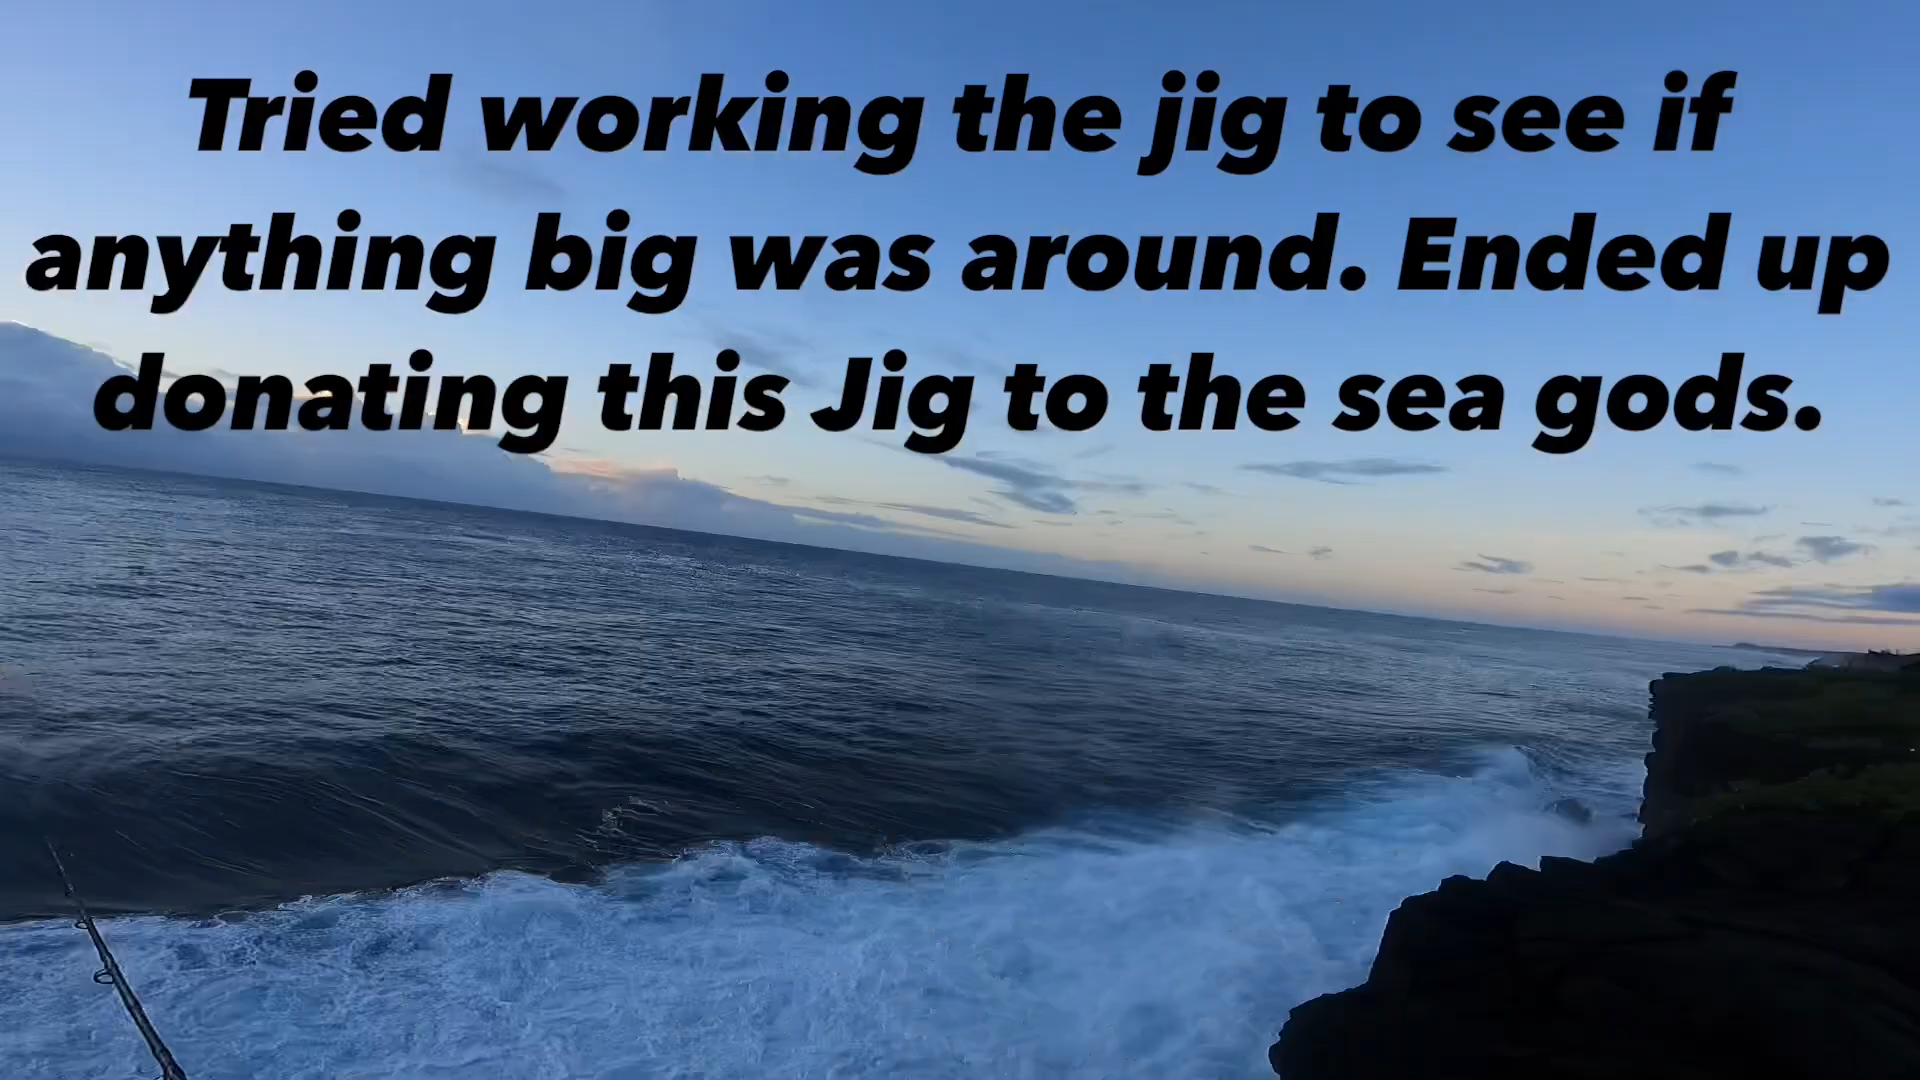 Tried working the jig to see if
anything big was around. Ended up
donating this Jig to the sea gods.